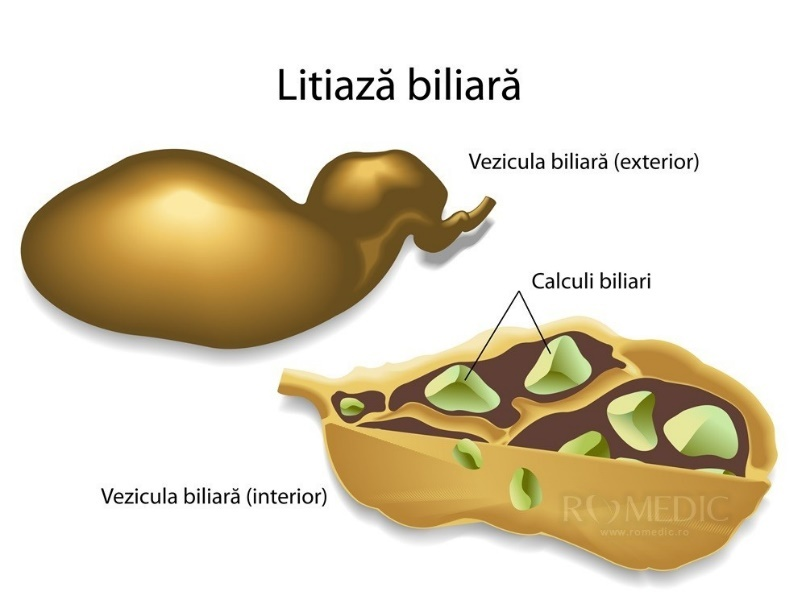 Litiază biliară
Vezicula biliară (exterior)
Calculi biliari
Vezicula biliară (interior)
ROMEDIC
www.romedic.ro